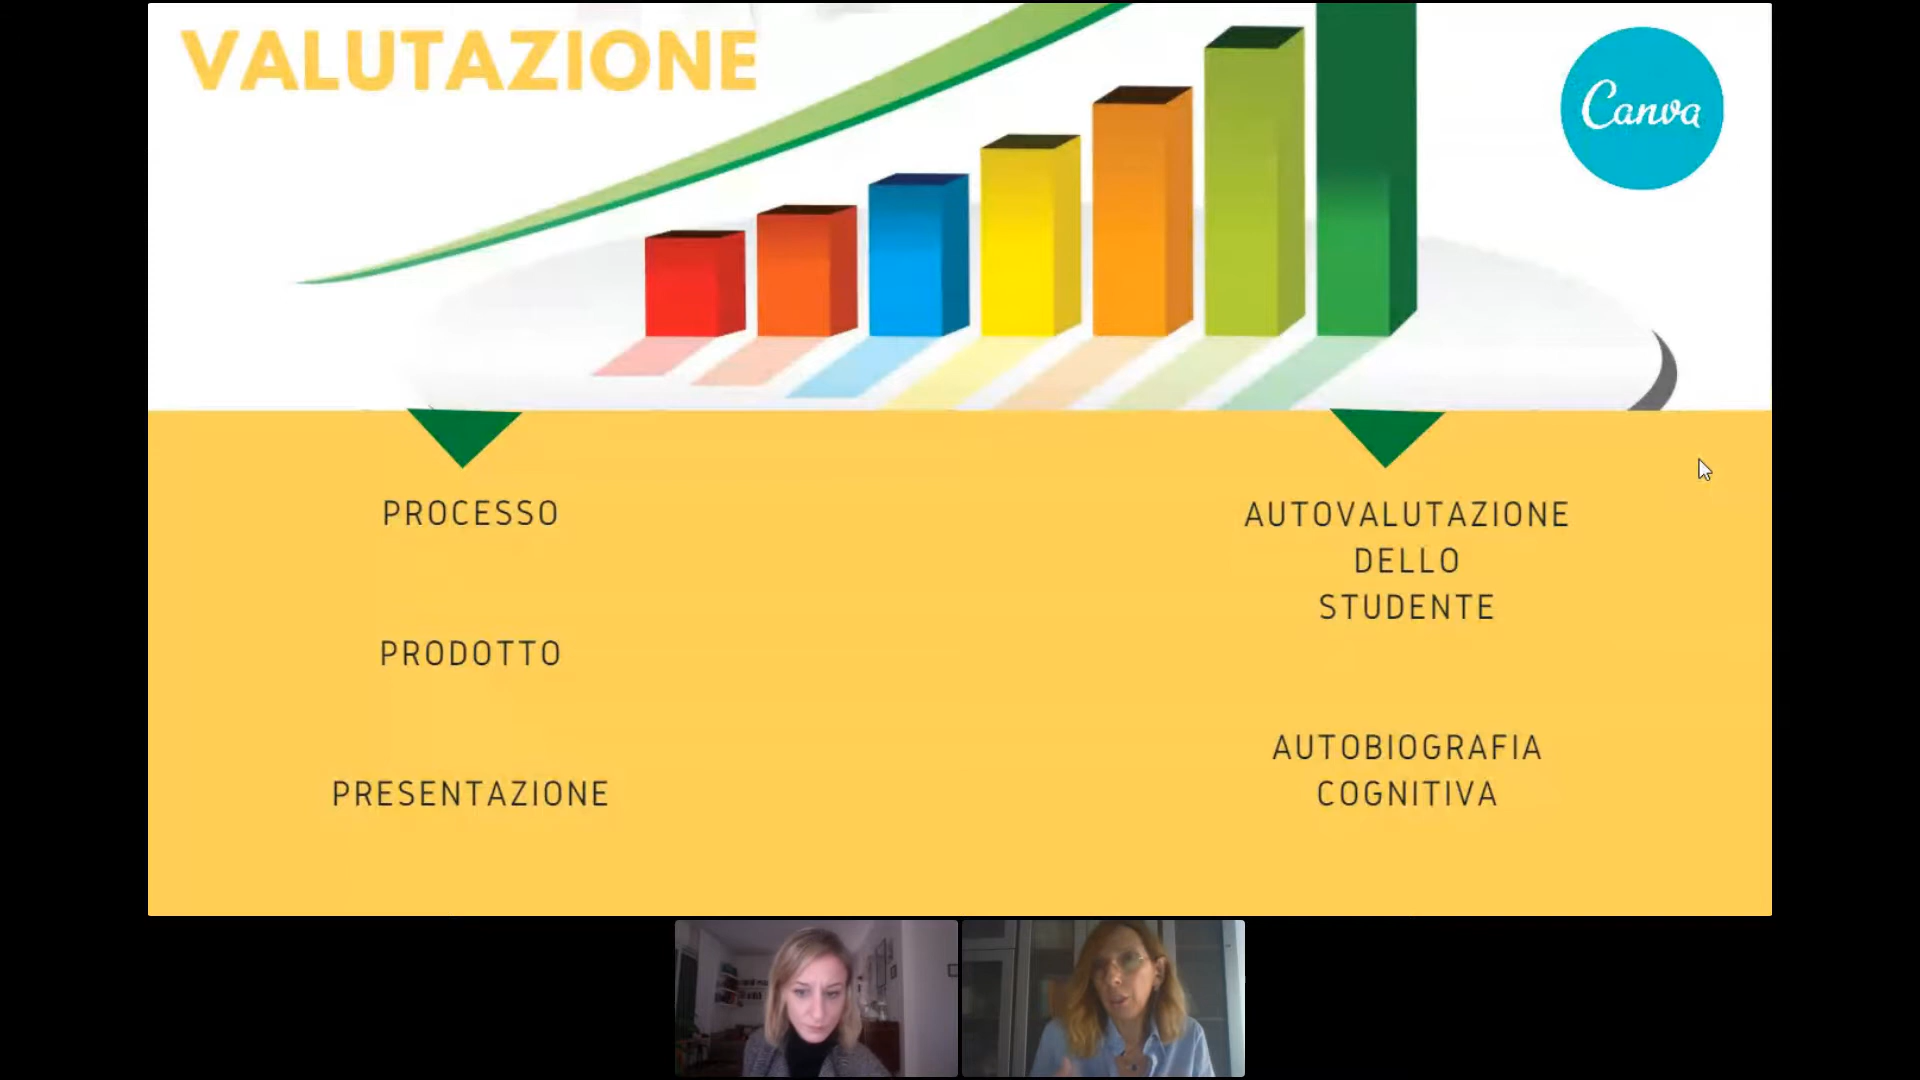 VALUTAZIONE
Canva
PROCESSO
PRODOTTO
PRESENTAZIONE
AUTOVALUTAZIONE
DELLO
STUDENTE
AUTOBIOGRAFIA
COGNITIVA